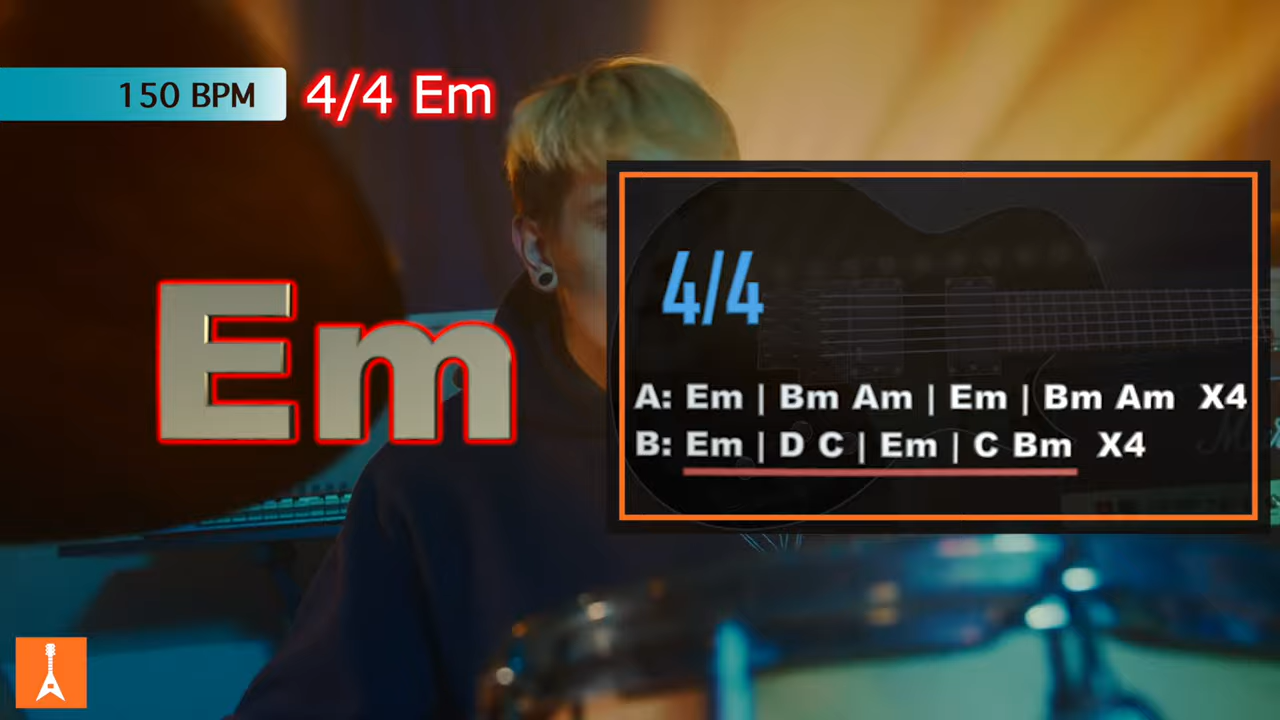 150 BPM
4/4 Em
Em
4/4
A: Em | Bm Am | Em | Bm Am X4
B: Em | D C | Em | C Bm X4